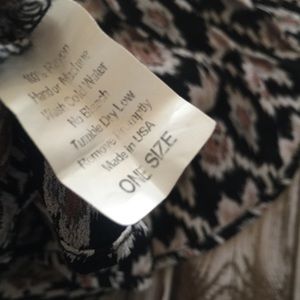 100% Rayon
Hand or Machine
Wash Cold Water
No Bleach
Tumble Dry Low
Remove Promptly
Made in USA
ONE SIZE